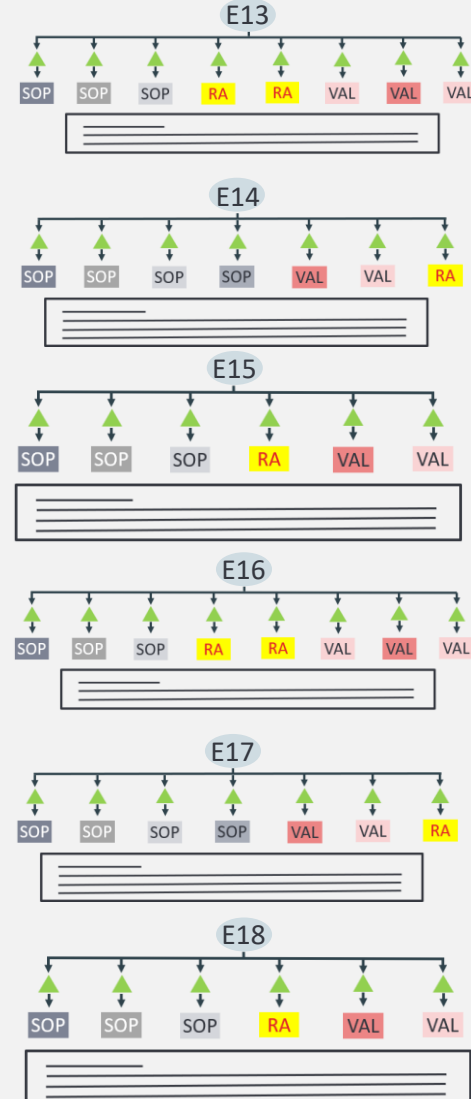 E13
SOP SOP SOP RA RA VAL VAL VAL
E14
SOP SOP SOP SOP VAL VAL RA
E15
SOP SOP SOP RA VAL VAL
E16
SOP SOP SOP RA RA VAL VAL VAL
E17
SOP SOP SOP SOP VAL VAL RA
E18
SOP SOP SOP RA VAL VAL